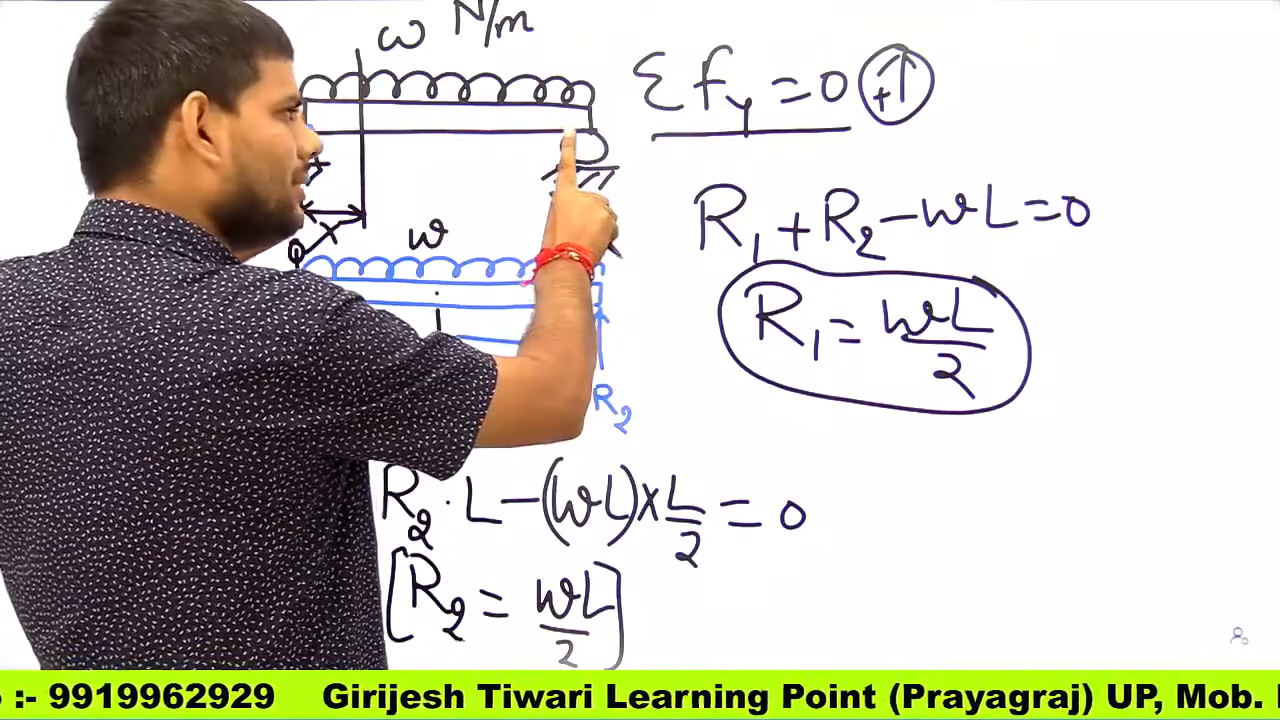 w N/m
Σfy = 0 +↑
R₁ + R₂ - wL = 0
x
w
R₁ = wL/2
R₂
R₂ · L - (wL) × L/2 = 0
[R₂ = wL/2]
:- 9919962929 Girijesh Tiwari Learning Point (Prayagraj) UP, Mob.